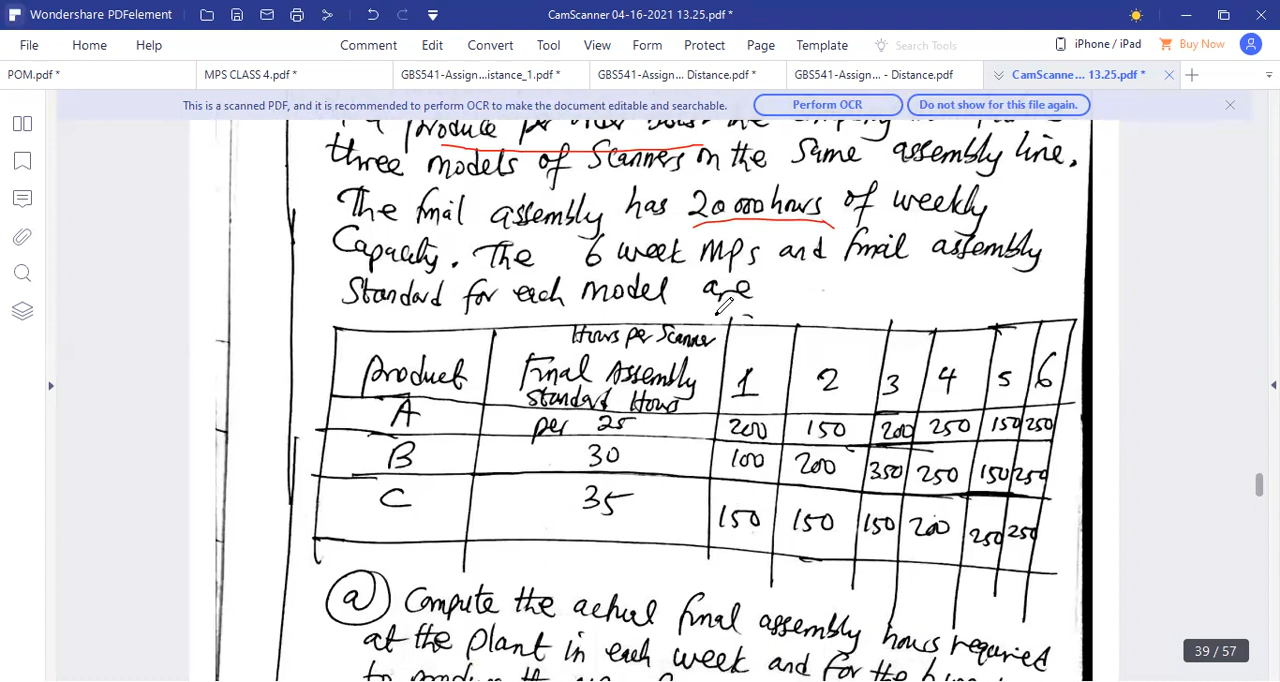 Wondershare PDFelement
CamScanner 04-16-2021 13.25.pdf *
File Home Help Comment Edit Convert Tool View Form Protect Page Template Search Tools iPhone / iPad Buy Now
POM.pdf * MPS CLASS 4.pdf * GBS541-Assign...istance_1.pdf * GBS541-Assign... Distance.pdf * GBS541-Assign... - Distance.pdf CamScanne... 13.25.pdf *
This is a scanned PDF, and it is recommended to perform OCR to make the document editable and searchable. Perform OCR Do not show for this file again.
produce per
three models of Scanners on the Same assembly line.
The final assembly has 20 000 hours of weekly
Capacity. The 6 week MPs and final assembly
Standard for each model are
Hours per Scanner
Product Final Assembly 1 2 3 4 5 6
standard Hours
A per 25 200 150 200 250 150 250
B 30 100 200 350 250 150 250
C 35 150 150 150 200 250 250
(a) Compute the actual final assembly hours required
at the plant in each week and for the
39 / 57